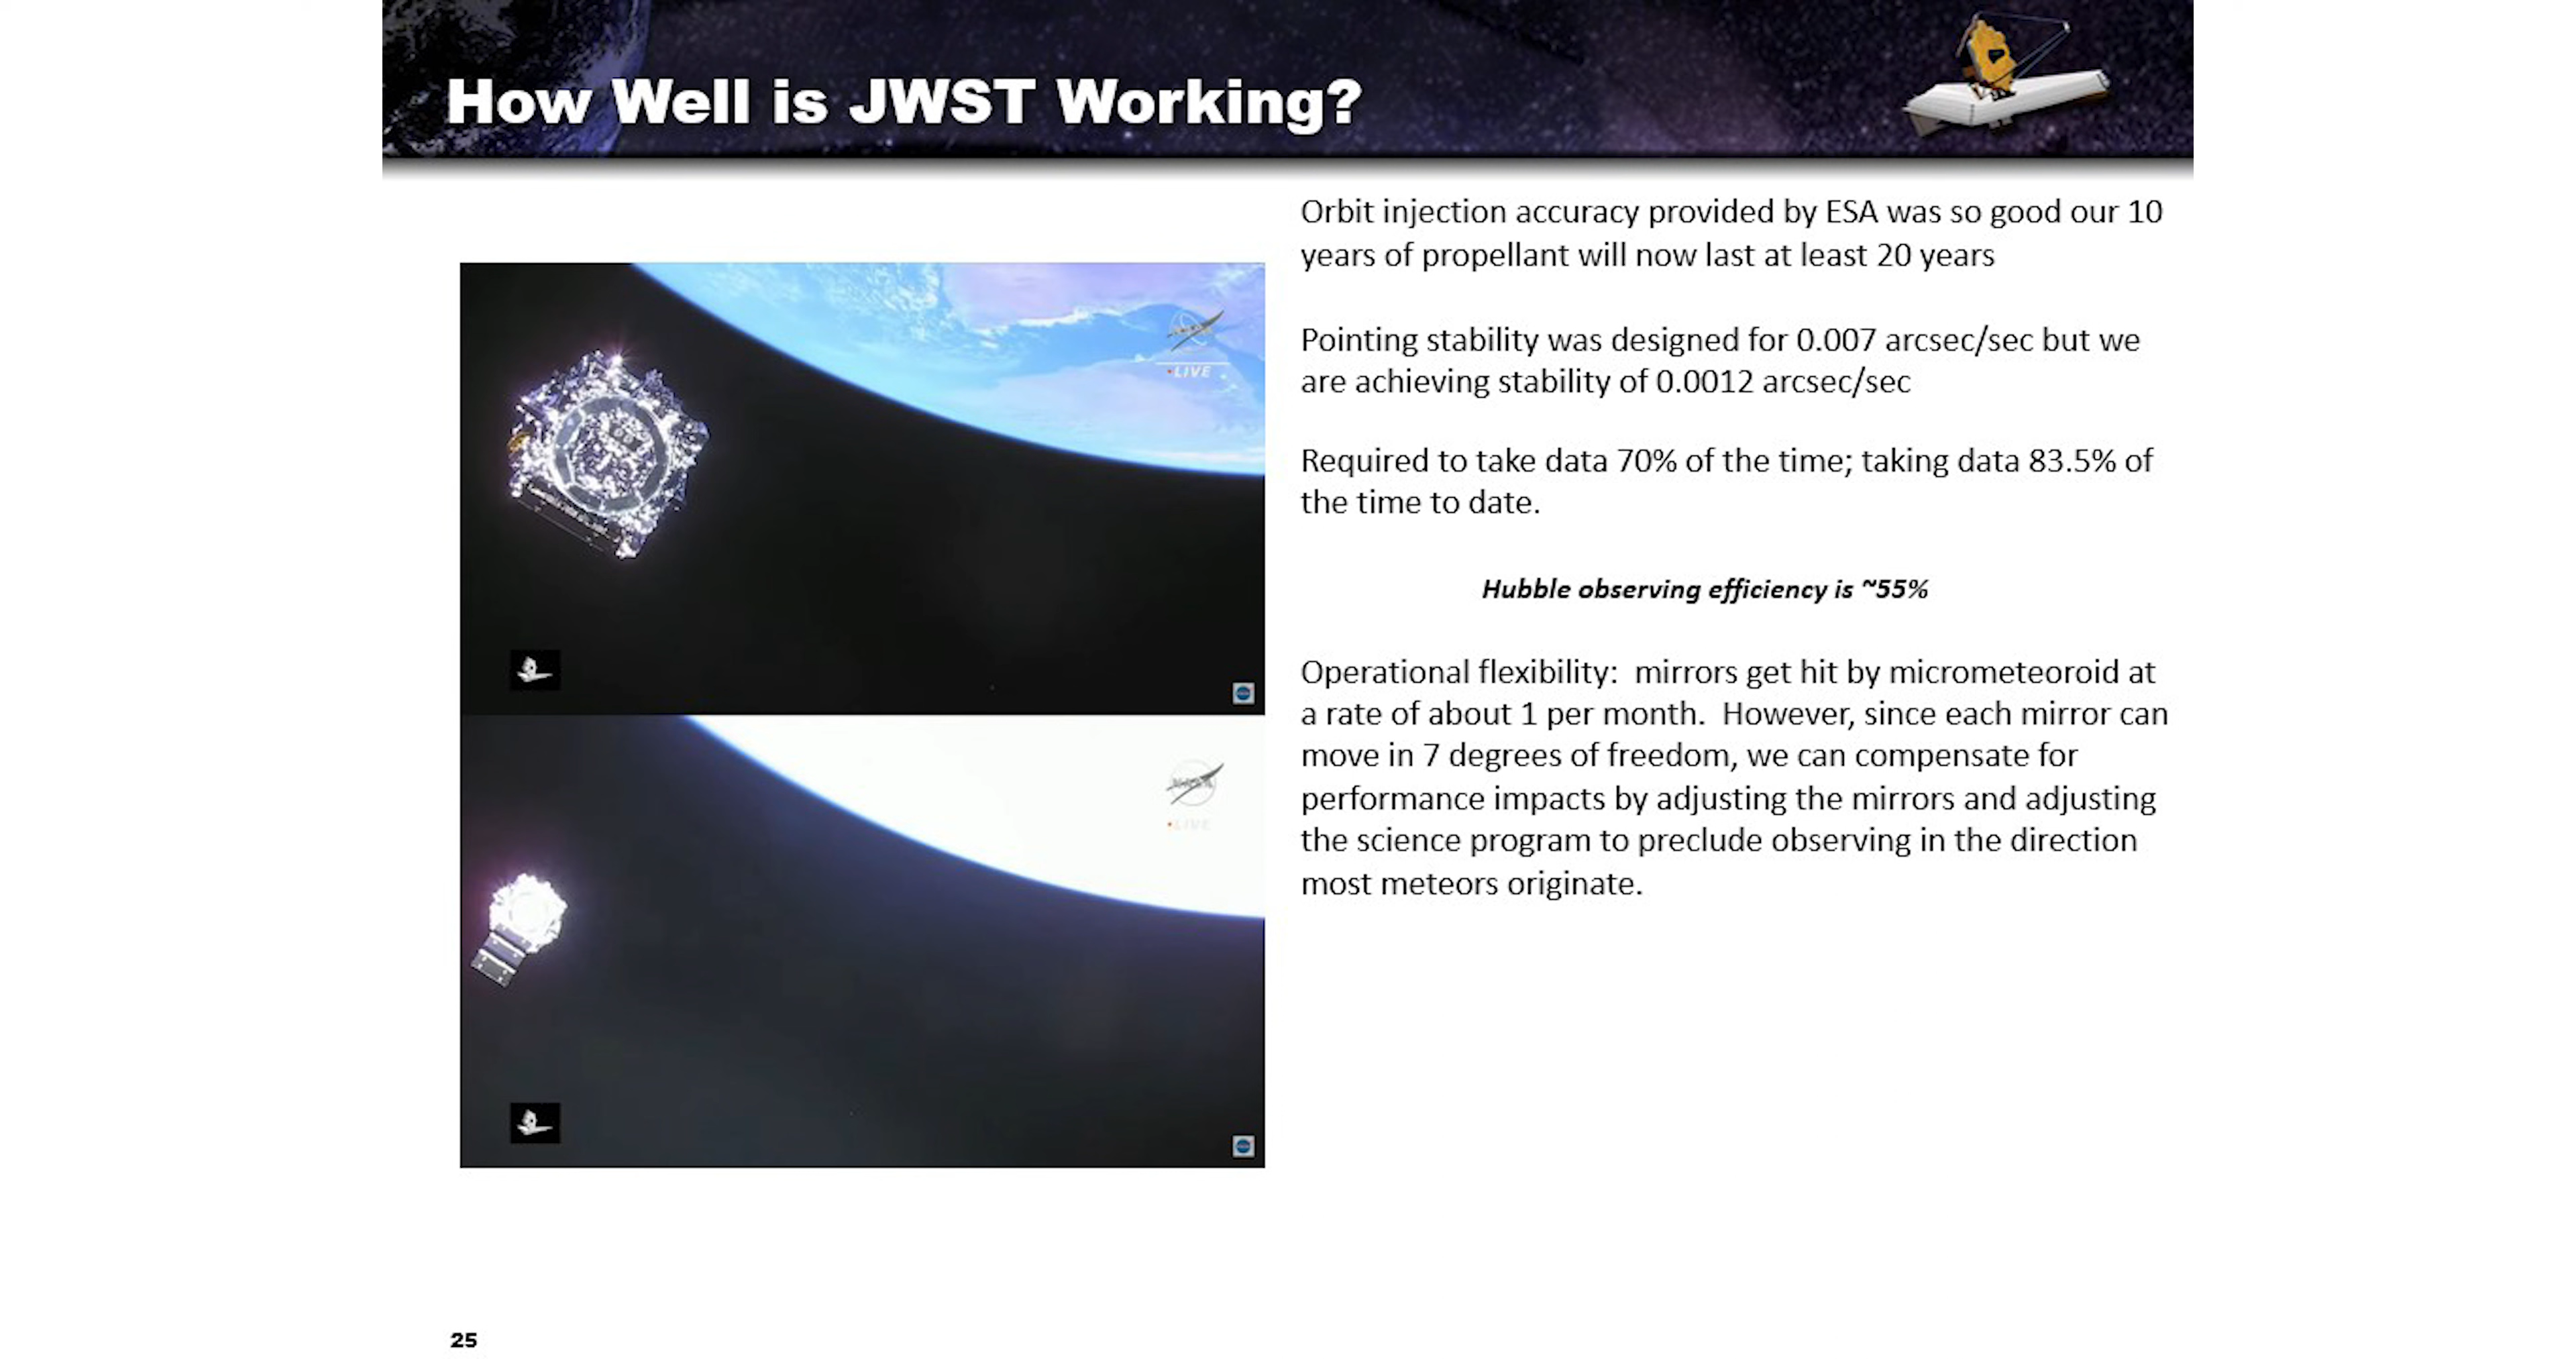 How Well is JWST Working?
Orbit injection accuracy provided by ESA was so good our 10
years of propellant will now last at least 20 years
Pointing stability was designed for 0.007 arcsec/sec but we
are achieving stability of 0.0012 arcsec/sec
Required to take data 70% of the time; taking data 83.5% of
the time to date.
Hubble observing efficiency is ~55%
Operational flexibility:  mirrors get hit by micrometeoroid at
a rate of about 1 per month.  However, since each mirror can
move in 7 degrees of freedom, we can compensate for
performance impacts by adjusting the mirrors and adjusting
the science program to preclude observing in the direction
most meteors originate.
•LIVE
•LIVE
25